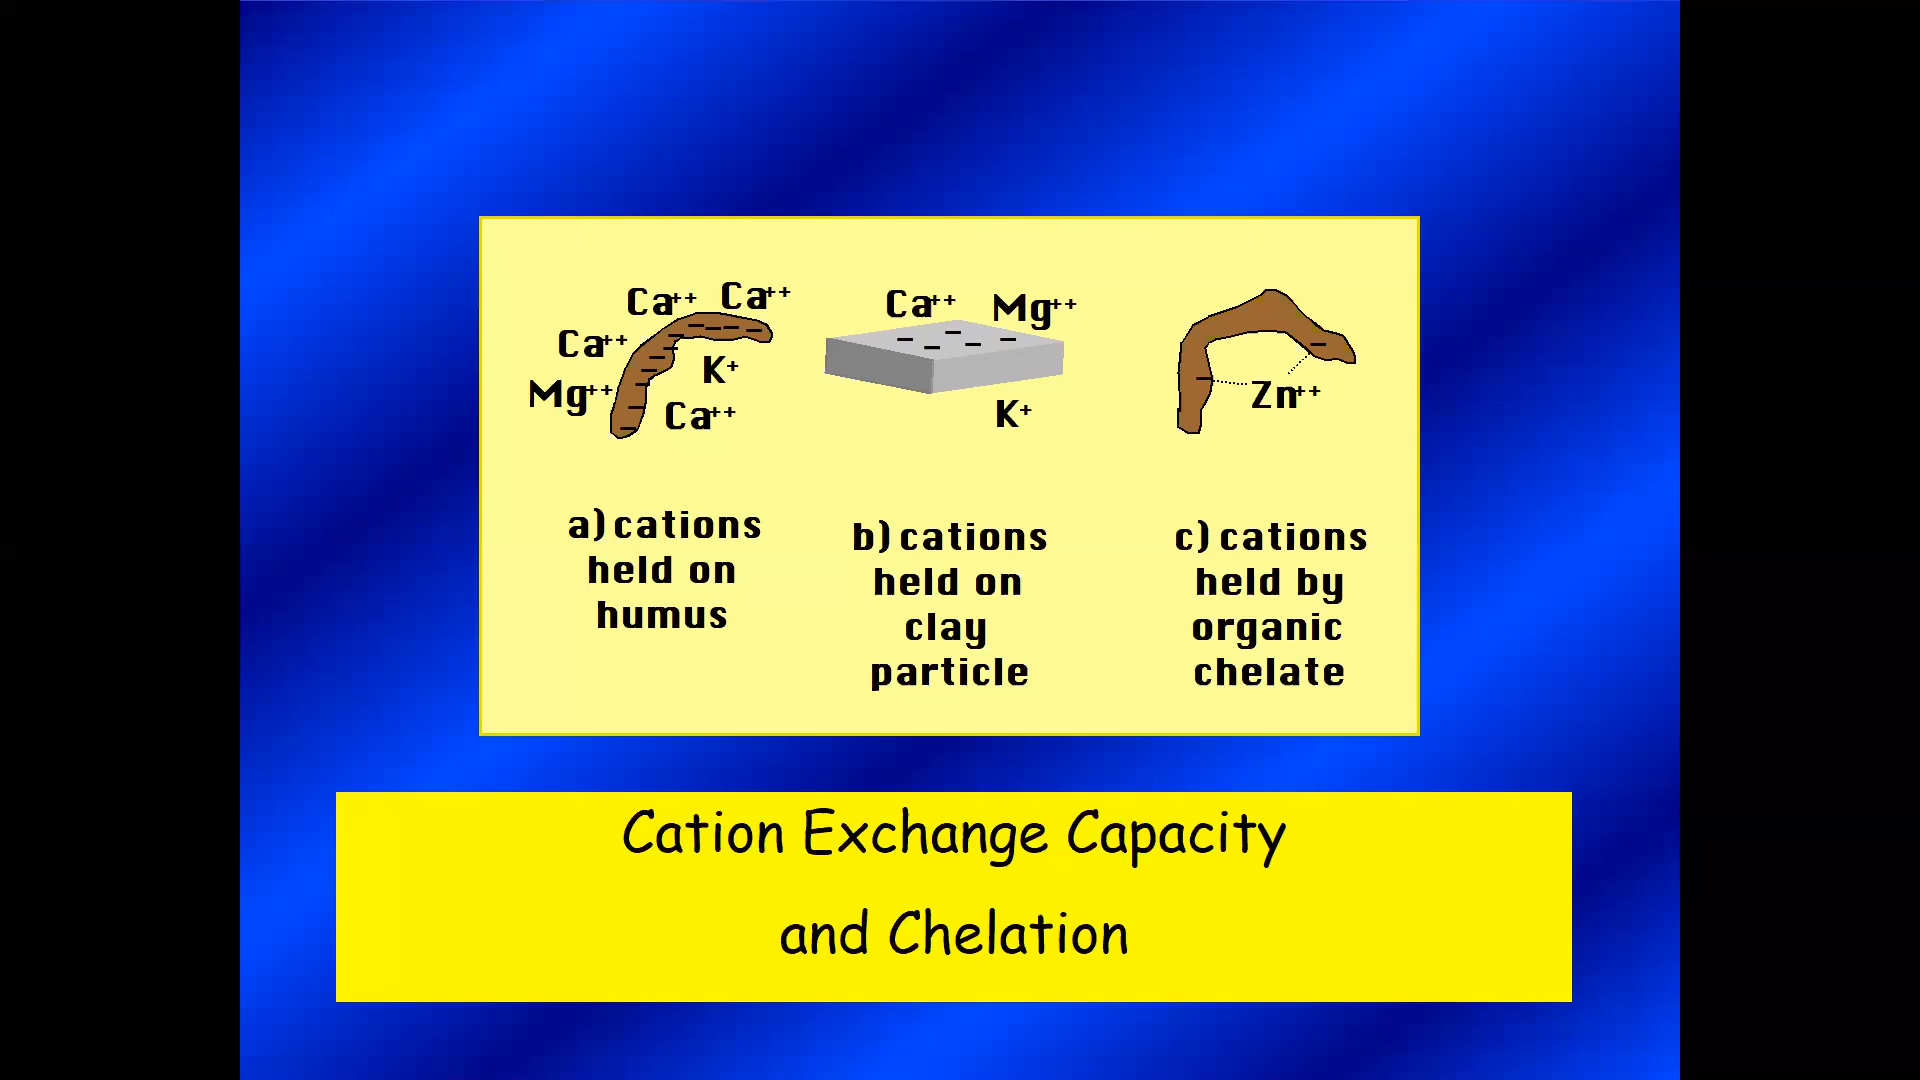 Ca++ Ca++
Ca++
K+
Mg++
Ca++
Ca++ Mg++
K+
Zn++
a) cations
held on
humus
b) cations
held on
clay
particle
c) cations
held by
organic
chelate
Cation Exchange Capacity
and Chelation